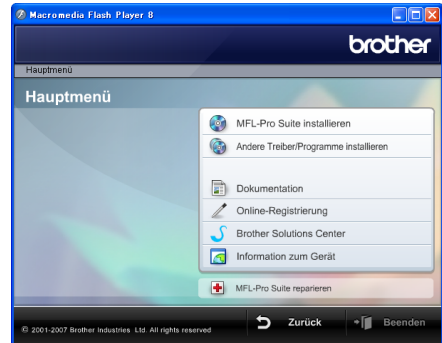 Macromedia Flash Player 8
brother
Hauptmenü
Hauptmenü
MFL-Pro Suite installieren
Andere Treiber/Programme installieren
Dokumentation
Online-Registrierung
Brother Solutions Center
Information zum Gerät
MFL-Pro Suite reparieren
© 2001-2007 Brother Industries Ltd. All rights reserved
Zurück
Beenden